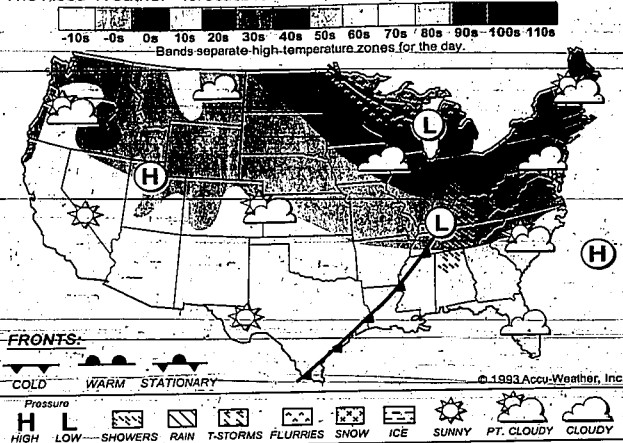 -10s -0s 0s 10s 20s 30s 40s 50s 60s 70s 80s 90s 100s 110s
Bands separate high temperature zones for the day.
L
H
L
H
FRONTS:
COLD WARM STATIONARY
© 1993 Accu-Weather, Inc
Pressure
H L
HIGH LOW SHOWERS RAIN T-STORMS FLURRIES SNOW ICE SUNNY PT. CLOUDY CLOUDY